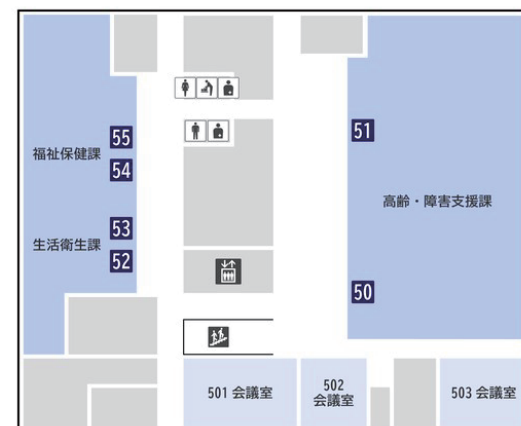 55
福祉保健課
54
53
生活衛生課
52
51
高齢・障害支援課
50
501 会議室
502
会議室
503 会議室